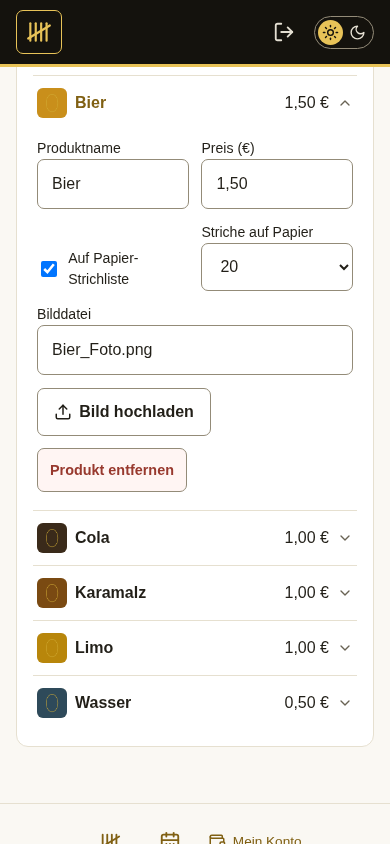 Bier 1,50 €
Produktname Preis (€)
Bier 1,50
Striche auf Papier
Auf Papier-
Strichliste
20
Bilddatei
Bier_Foto.png
Bild hochladen
Produkt entfernen
Cola 1,00 €
Karamalz 1,00 €
Limo 1,00 €
Wasser 0,50 €
Mein Konto